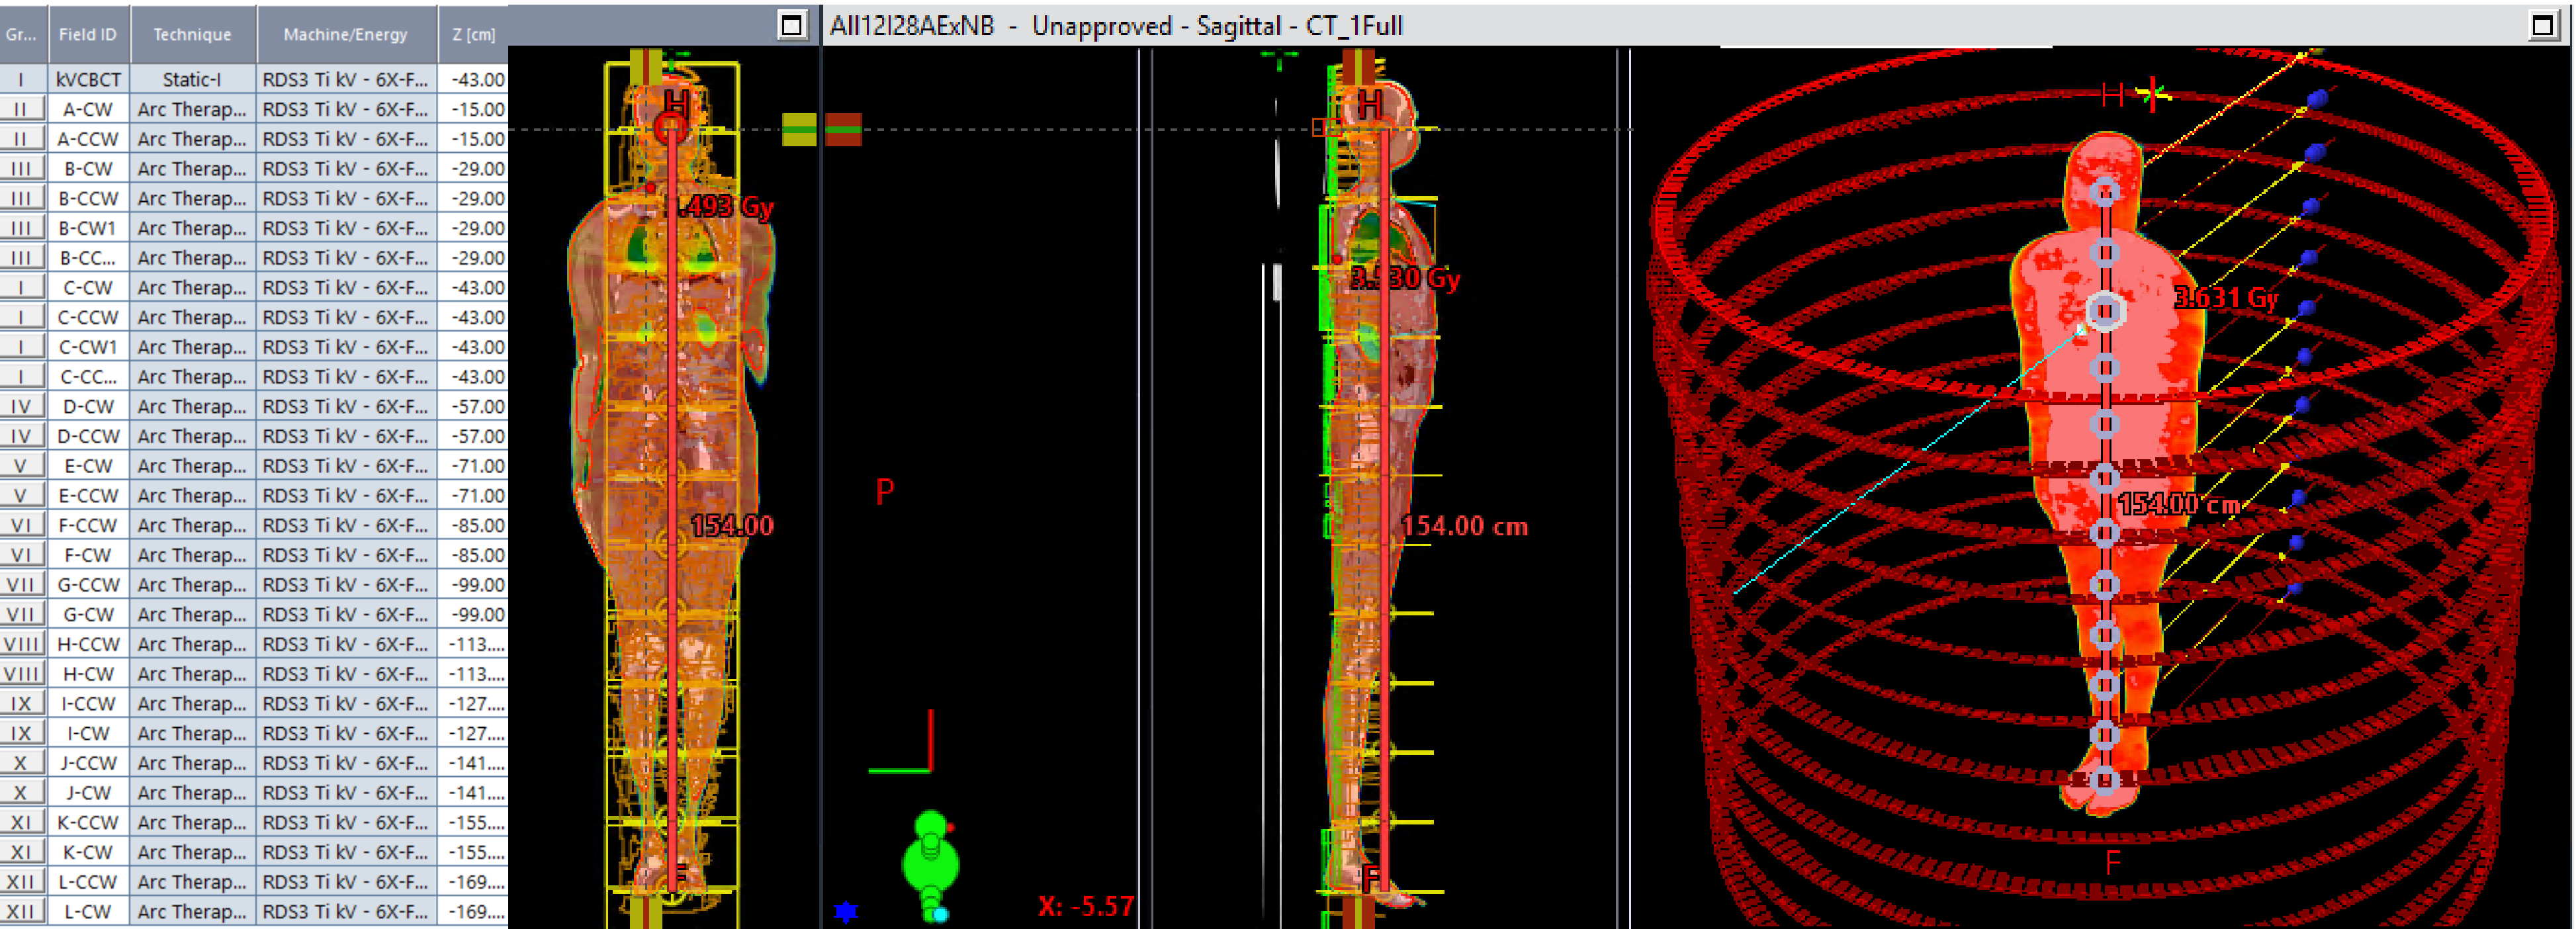 Gr... Field ID Technique Machine/Energy Z [cm]
I kVCBCT Static-I RDS3 Ti kV - 6X-F... -43.00
II A-CW Arc Therap... RDS3 Ti kV - 6X-F... -15.00
II A-CCW Arc Therap... RDS3 Ti kV - 6X-F... -15.00
III B-CW Arc Therap... RDS3 Ti kV - 6X-F... -29.00
III B-CCW Arc Therap... RDS3 Ti kV - 6X-F... -29.00
III B-CW1 Arc Therap... RDS3 Ti kV - 6X-F... -29.00
III B-CC... Arc Therap... RDS3 Ti kV - 6X-F... -29.00
I C-CW Arc Therap... RDS3 Ti kV - 6X-F... -43.00
I C-CCW Arc Therap... RDS3 Ti kV - 6X-F... -43.00
I C-CW1 Arc Therap... RDS3 Ti kV - 6X-F... -43.00
I C-CC... Arc Therap... RDS3 Ti kV - 6X-F... -43.00
IV D-CW Arc Therap... RDS3 Ti kV - 6X-F... -57.00
IV D-CCW Arc Therap... RDS3 Ti kV - 6X-F... -57.00
V E-CW Arc Therap... RDS3 Ti kV - 6X-F... -71.00
V E-CCW Arc Therap... RDS3 Ti kV - 6X-F... -71.00
VI F-CCW Arc Therap... RDS3 Ti kV - 6X-F... -85.00
VI F-CW Arc Therap... RDS3 Ti kV - 6X-F... -85.00
VII G-CCW Arc Therap... RDS3 Ti kV - 6X-F... -99.00
VII G-CW Arc Therap... RDS3 Ti kV - 6X-F... -99.00
VIII H-CCW Arc Therap... RDS3 Ti kV - 6X-F... -113....
VIII H-CW Arc Therap... RDS3 Ti kV - 6X-F... -113....
IX I-CCW Arc Therap... RDS3 Ti kV - 6X-F... -127....
IX I-CW Arc Therap... RDS3 Ti kV - 6X-F... -127....
X J-CCW Arc Therap... RDS3 Ti kV - 6X-F... -141....
X J-CW Arc Therap... RDS3 Ti kV - 6X-F... -141....
XI K-CCW Arc Therap... RDS3 Ti kV - 6X-F... -155....
XI K-CW Arc Therap... RDS3 Ti kV - 6X-F... -155....
XII L-CCW Arc Therap... RDS3 Ti kV - 6X-F... -169....
XII L-CW Arc Therap... RDS3 Ti kV - 6X-F... -169....
H
.493 Gy
154.00
F
All12I28AExNB - Unapproved - Sagittal - CT_1Full
H
3.530 Gy
P
154.00 cm
X: -5.57
F
H
3.631 Gy
154.00 cm
F